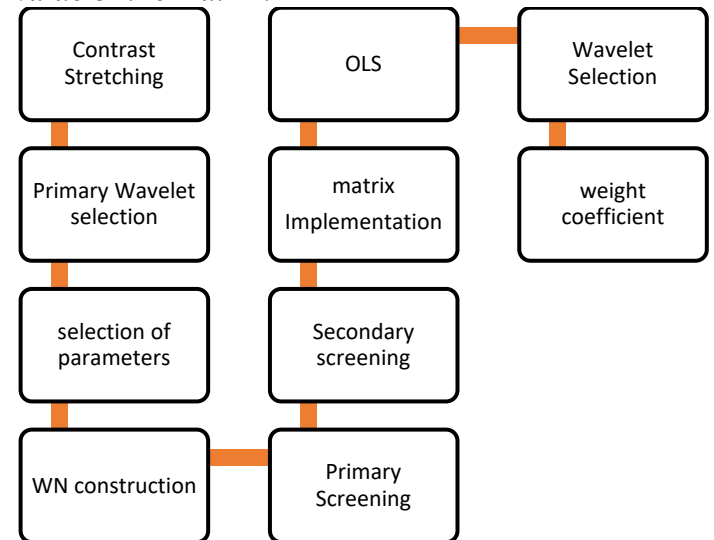 Contrast
Stretching
Primary Wavelet
selection
selection of
parameters
WN construction
Primary
Screening
Secondary
screening
matrix
Implementation
OLS
Wavelet
Selection
weight
coefficient